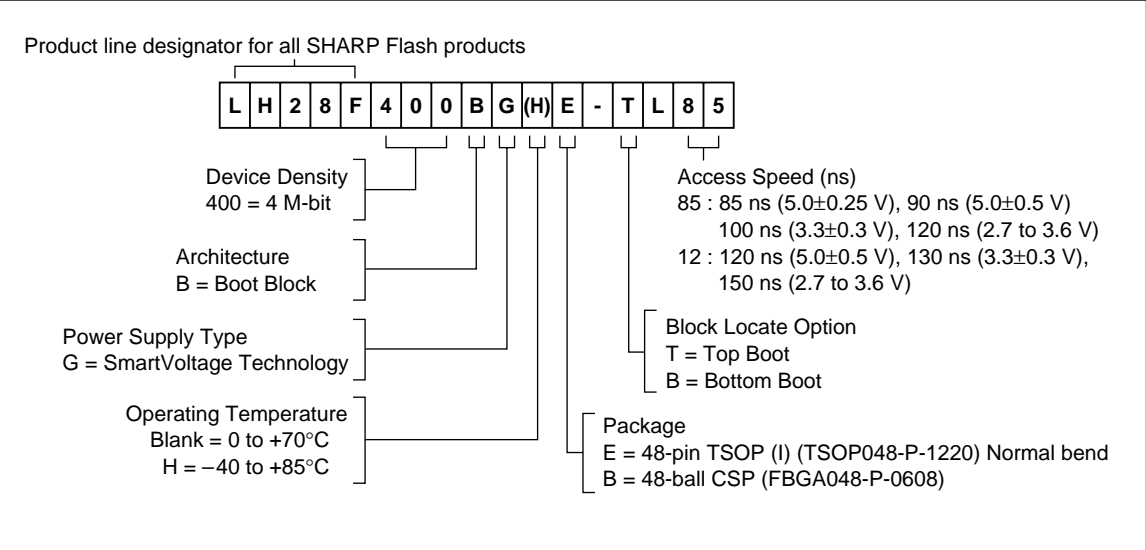 Product line designator for all SHARP Flash products
L H 2 8 F 4 0 0 B G (H) E - T L 8 5
Device Density
400 = 4 M-bit
Architecture
B = Boot Block
Power Supply Type
G = SmartVoltage Technology
Operating Temperature
Blank = 0 to +70°C
H = −40 to +85°C
Access Speed (ns)
85 : 85 ns (5.0±0.25 V), 90 ns (5.0±0.5 V)
100 ns (3.3±0.3 V), 120 ns (2.7 to 3.6 V)
12 : 120 ns (5.0±0.5 V), 130 ns (3.3±0.3 V),
150 ns (2.7 to 3.6 V)
Block Locate Option
T = Top Boot
B = Bottom Boot
Package
E = 48-pin TSOP (I) (TSOP048-P-1220) Normal bend
B = 48-ball CSP (FBGA048-P-0608)